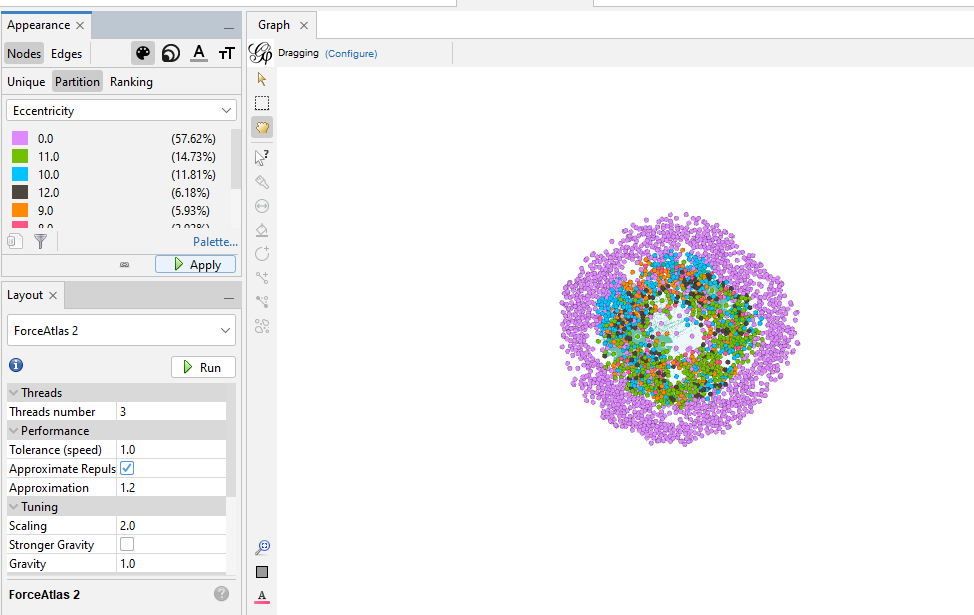 Appearance
Graph
Nodes Edges A TT
Dragging (Configure)
Unique Partition Ranking
Eccentricity
0.0 (57.62%)
11.0 (14.73%)
10.0 (11.81%)
12.0 (6.18%)
9.0 (5.93%)
Palette...
Apply
Layout
ForceAtlas 2
Run
Threads
Threads number 3
Performance
Tolerance (speed) 1.0
Approximate Repuls
Approximation 1.2
Tuning
Scaling 2.0
Stronger Gravity
Gravity 1.0
ForceAtlas 2 ?
A